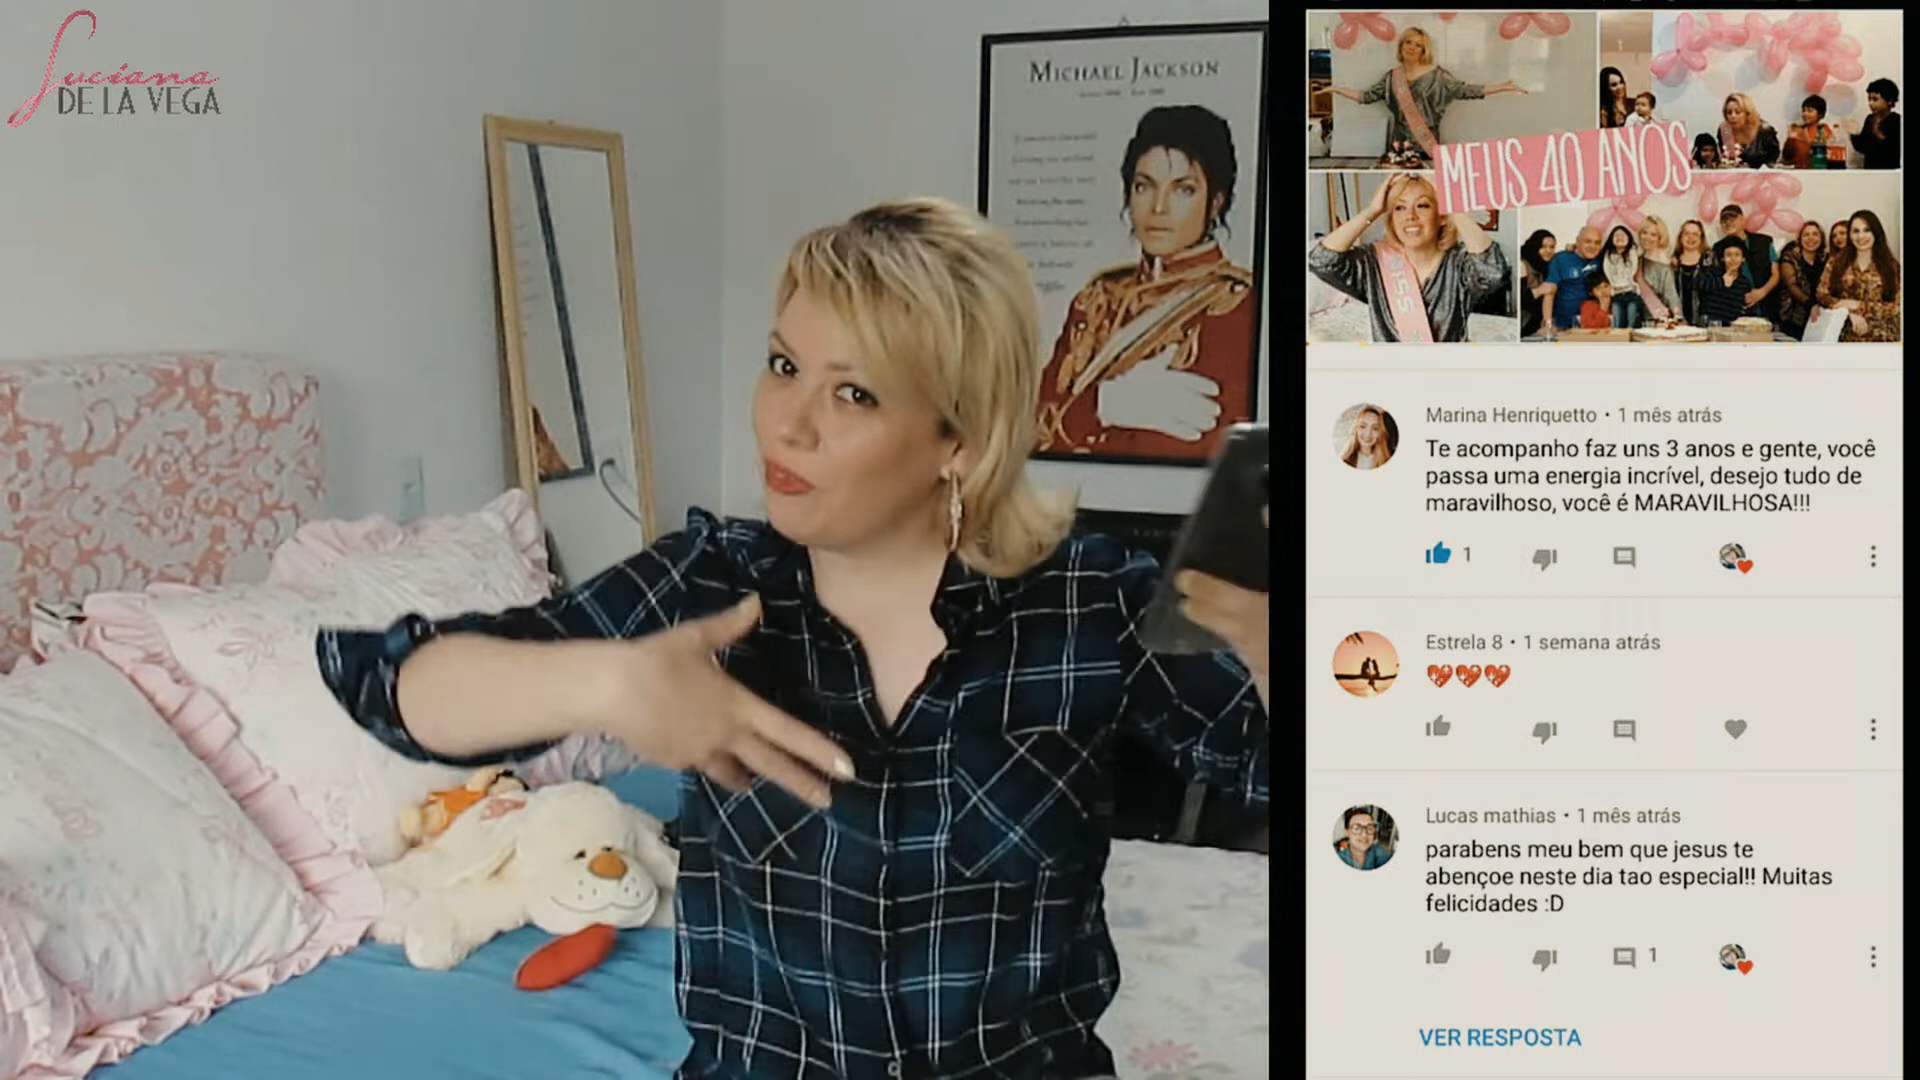 Luciana
DE LA VEGA
MICHAEL JACKSON
MEUS 40 ANOS
Marina Henriquetto • 1 mês atrás
Te acompanho faz uns 3 anos e gente, você
passa uma energia incrível, desejo tudo de
maravilhoso, você é MARAVILHOSA!!!
1
Estrela 8 • 1 semana atrás
Lucas mathias • 1 mês atrás
parabens meu bem que jesus te
abençoe neste dia tao especial!! Muitas
felicidades :D
1
VER RESPOSTA